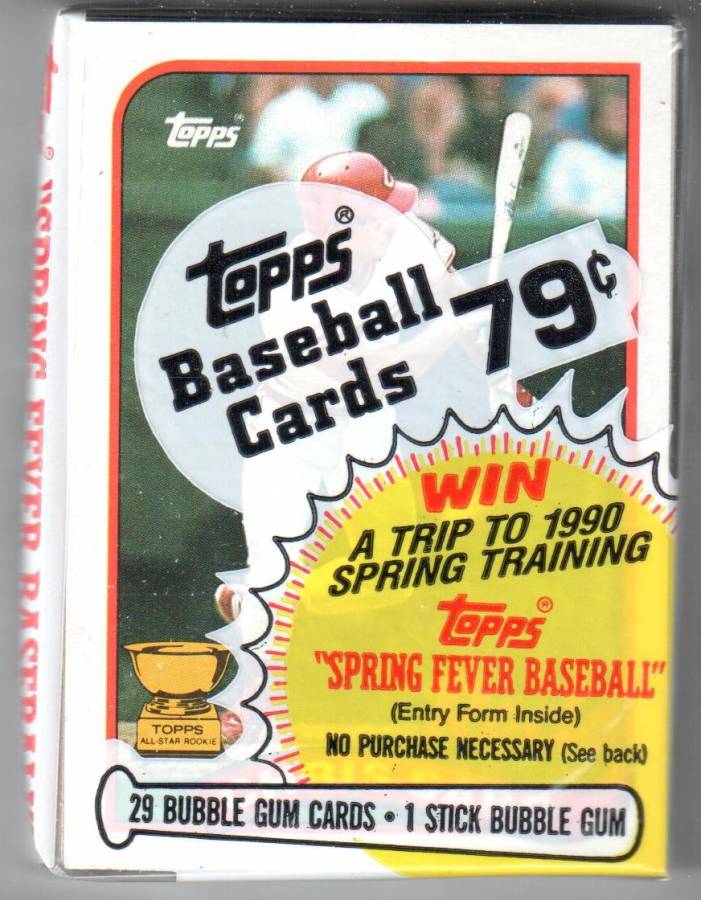 TOPPS®
TOPPS®
Baseball
Cards
79¢
WIN
A TRIP TO 1990
SPRING TRAINING
TOPPS®
"SPRING FEVER BASEBALL"
(Entry Form Inside)
NO PURCHASE NECESSARY (See back)
TOPPS
ALL-STAR ROOKIE
29 BUBBLE GUM CARDS • 1 STICK BUBBLE GUM
"SPRING FEVER BASEBALL